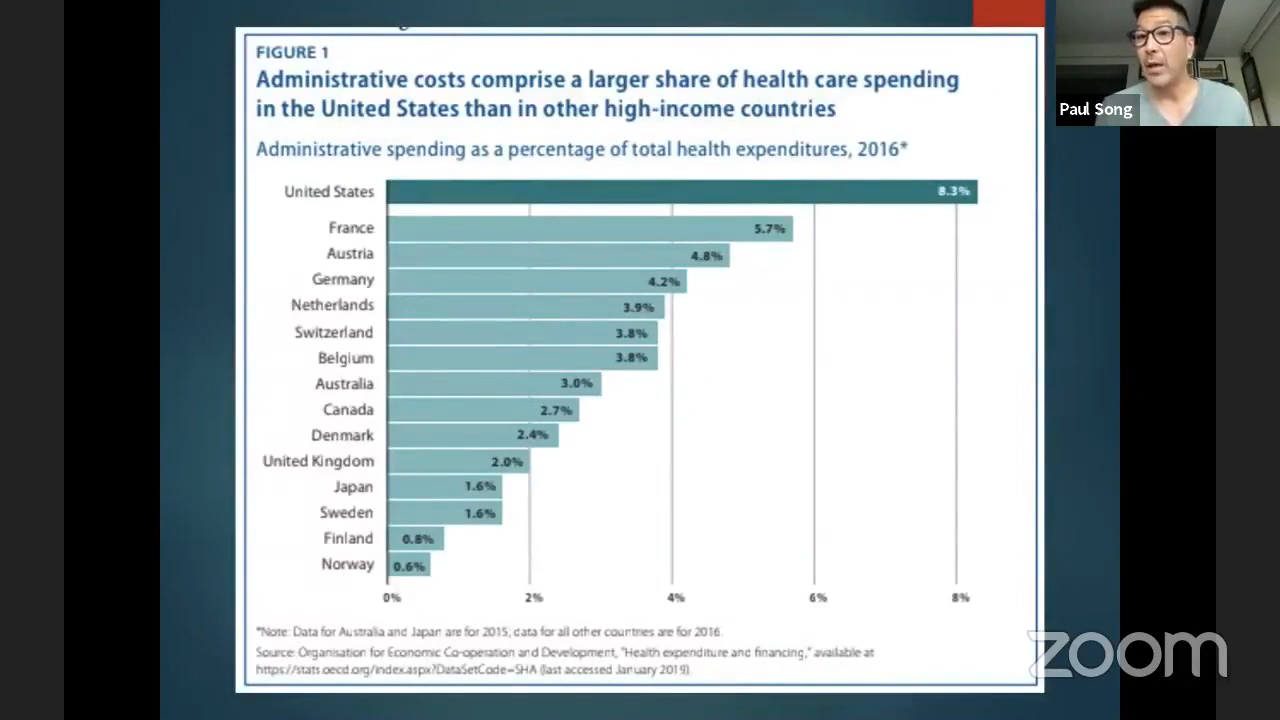 FIGURE 1
Administrative costs comprise a larger share of health care spending
in the United States than in other high-income countries
Administrative spending as a percentage of total health expenditures, 2016*
United States 8.3%
France 5.7%
Austria 4.8%
Germany 4.2%
Netherlands 3.9%
Switzerland 3.8%
Belgium 3.8%
Australia 3.0%
Canada 2.7%
Denmark 2.4%
United Kingdom 2.0%
Japan 1.6%
Sweden 1.6%
Finland 0.8%
Norway 0.6%
0% 2% 4% 6% 8%
*Note: Data for Australia and Japan are for 2015, data for all other countries are for 2016.
Source: Organisation for Economic Co-operation and Development, "Health expenditure and financing," available at
https://stats.oecd.org/index.aspx?DataSetCode=SHA (last accessed January 2019).
Paul Song
zoom